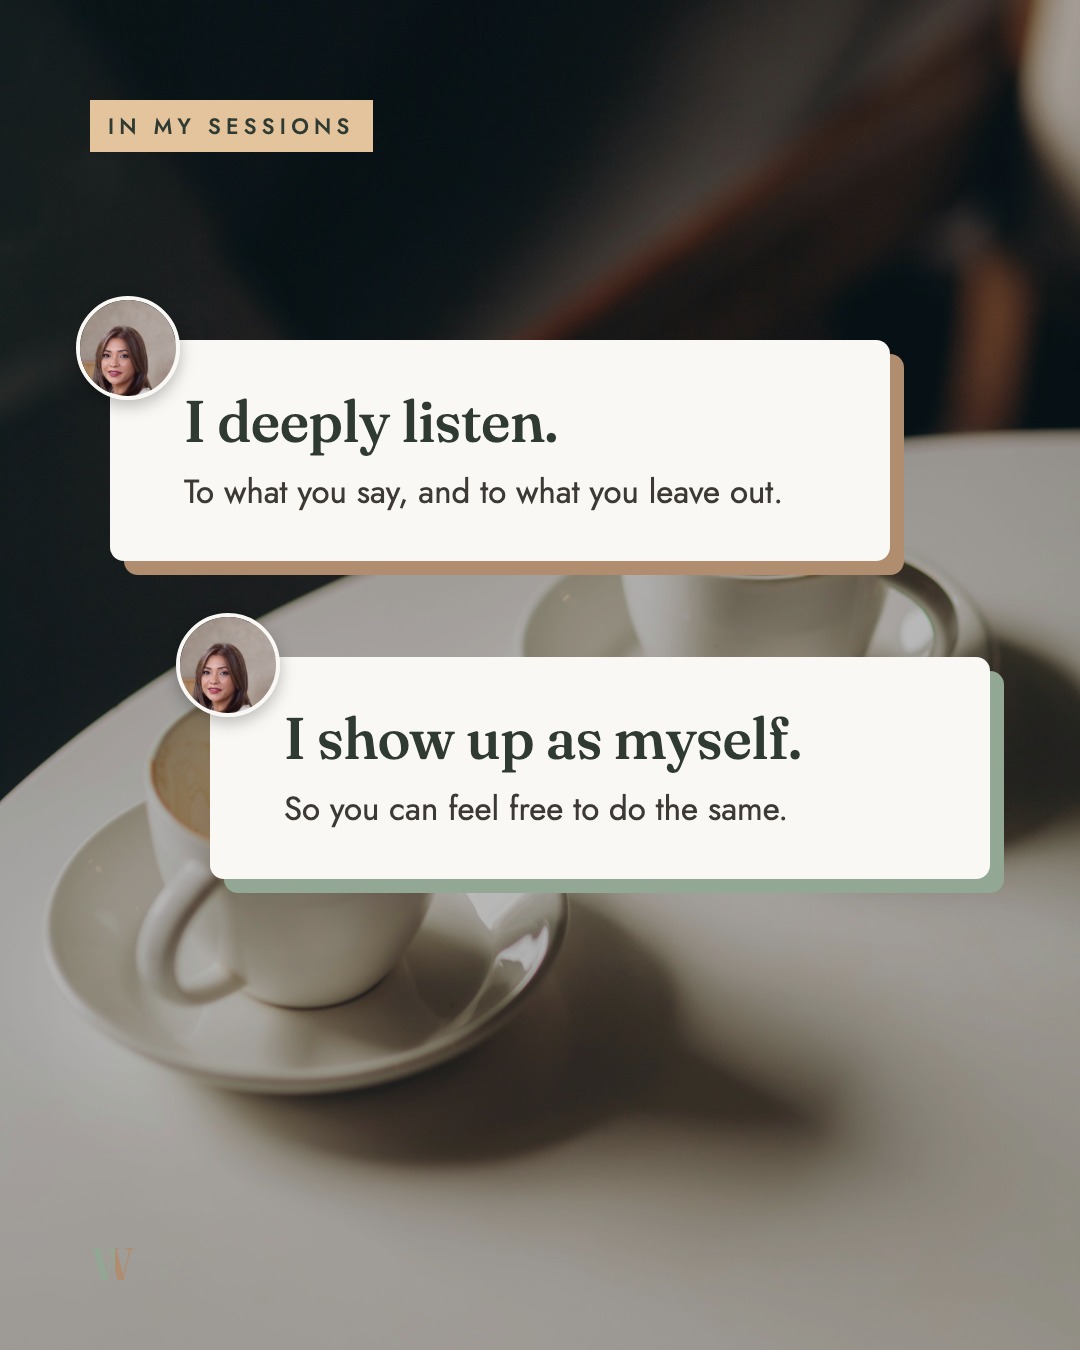 IN MY SESSIONS
I deeply listen.
To what you say, and to what you leave out.
I show up as myself.
So you can feel free to do the same.
W